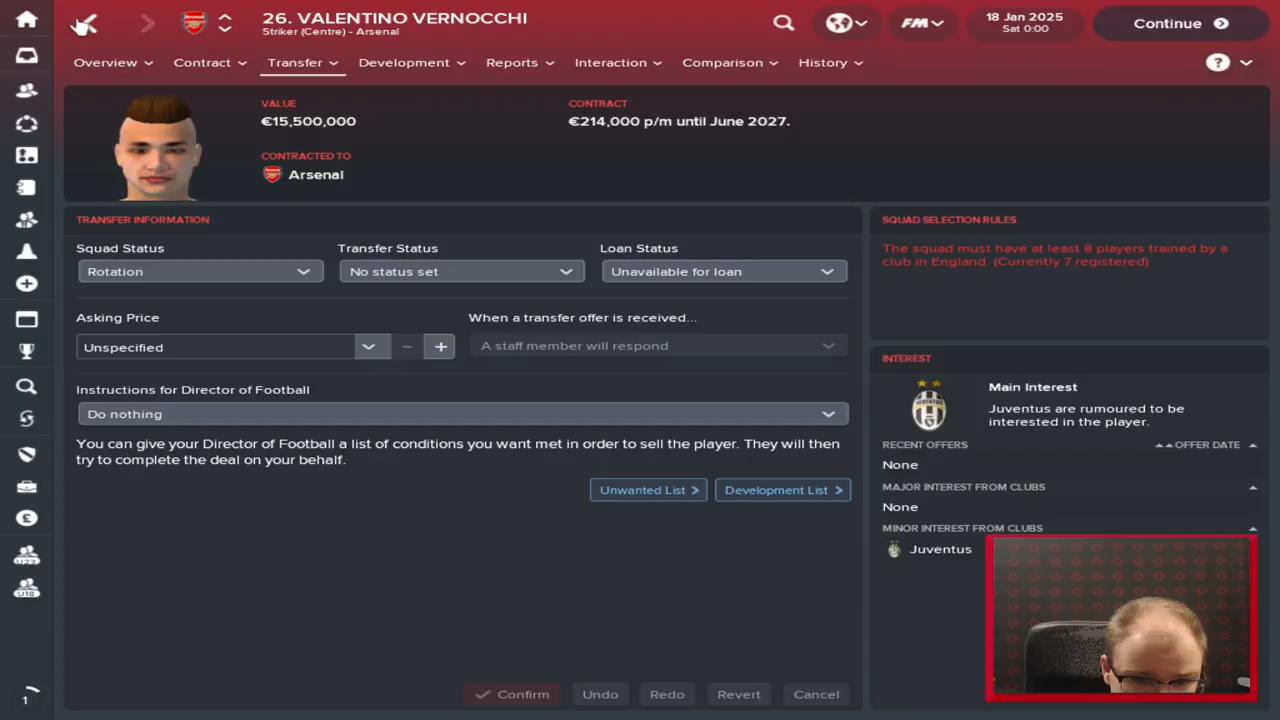 26. VALENTINO VERNOCCHI
Striker (Centre) - Arsenal
FM
18 Jan 2025
Sat 0:00
Continue
Overview
Contract
Transfer
Development
Reports
Interaction
Comparison
History
?
VALUE
€15,500,000
CONTRACT
€214,000 p/m until June 2027.
CONTRACTED TO
Arsenal
TRANSFER INFORMATION
Squad Status
Transfer Status
Loan Status
Rotation
No status set
Unavailable for loan
Asking Price
When a transfer offer is received...
Unspecified
A staff member will respond
Instructions for Director of Football
Do nothing
You can give your Director of Football a list of conditions you want met in order to sell the player. They will then
try to complete the deal on your behalf.
Unwanted List >
Development List >
Confirm
Undo
Redo
Revert
Cancel
SQUAD SELECTION RULES
The squad must have at least 8 players trained by a
club in England. (Currently 7 registered)
INTEREST
Main Interest
Juventus are rumoured to be
interested in the player.
RECENT OFFERS
OFFER DATE
None
MAJOR INTEREST FROM CLUBS
None
MINOR INTEREST FROM CLUBS
Juventus
U23
U18
1